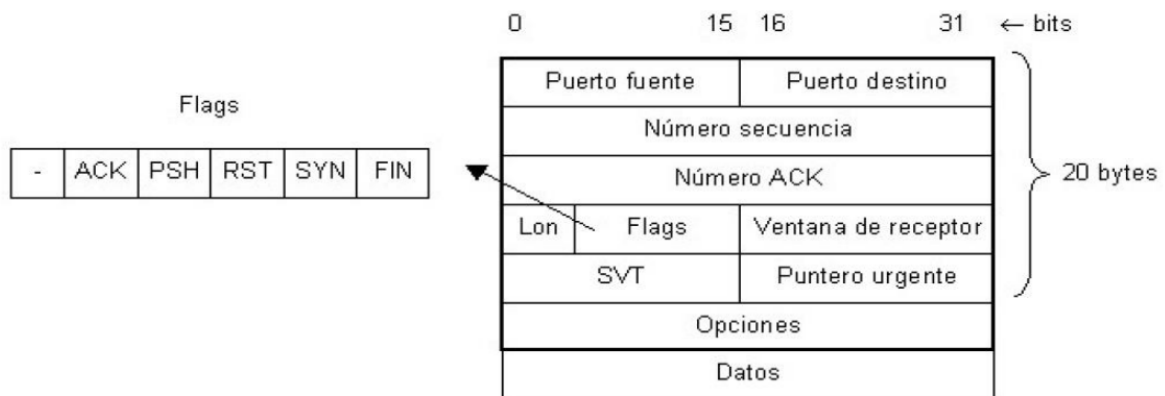 0 15 16 31 ← bits
Puerto fuente Puerto destino
Flags
Número secuencia
- ACK PSH RST SYN FIN
Número ACK
20 bytes
Lon Flags Ventana de receptor
SVT Puntero urgente
Opciones
Datos